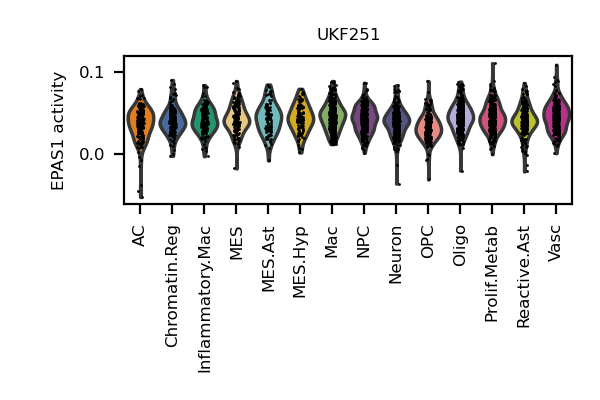 UKF251
EPAS1 activity
0.1
0.0
AC
Chromatin.Reg
Inflammatory.Mac
MES
MES.Ast
MES.Hyp
Mac
NPC
Neuron
OPC
Oligo
Prolif.Metab
Reactive.Ast
Vasc